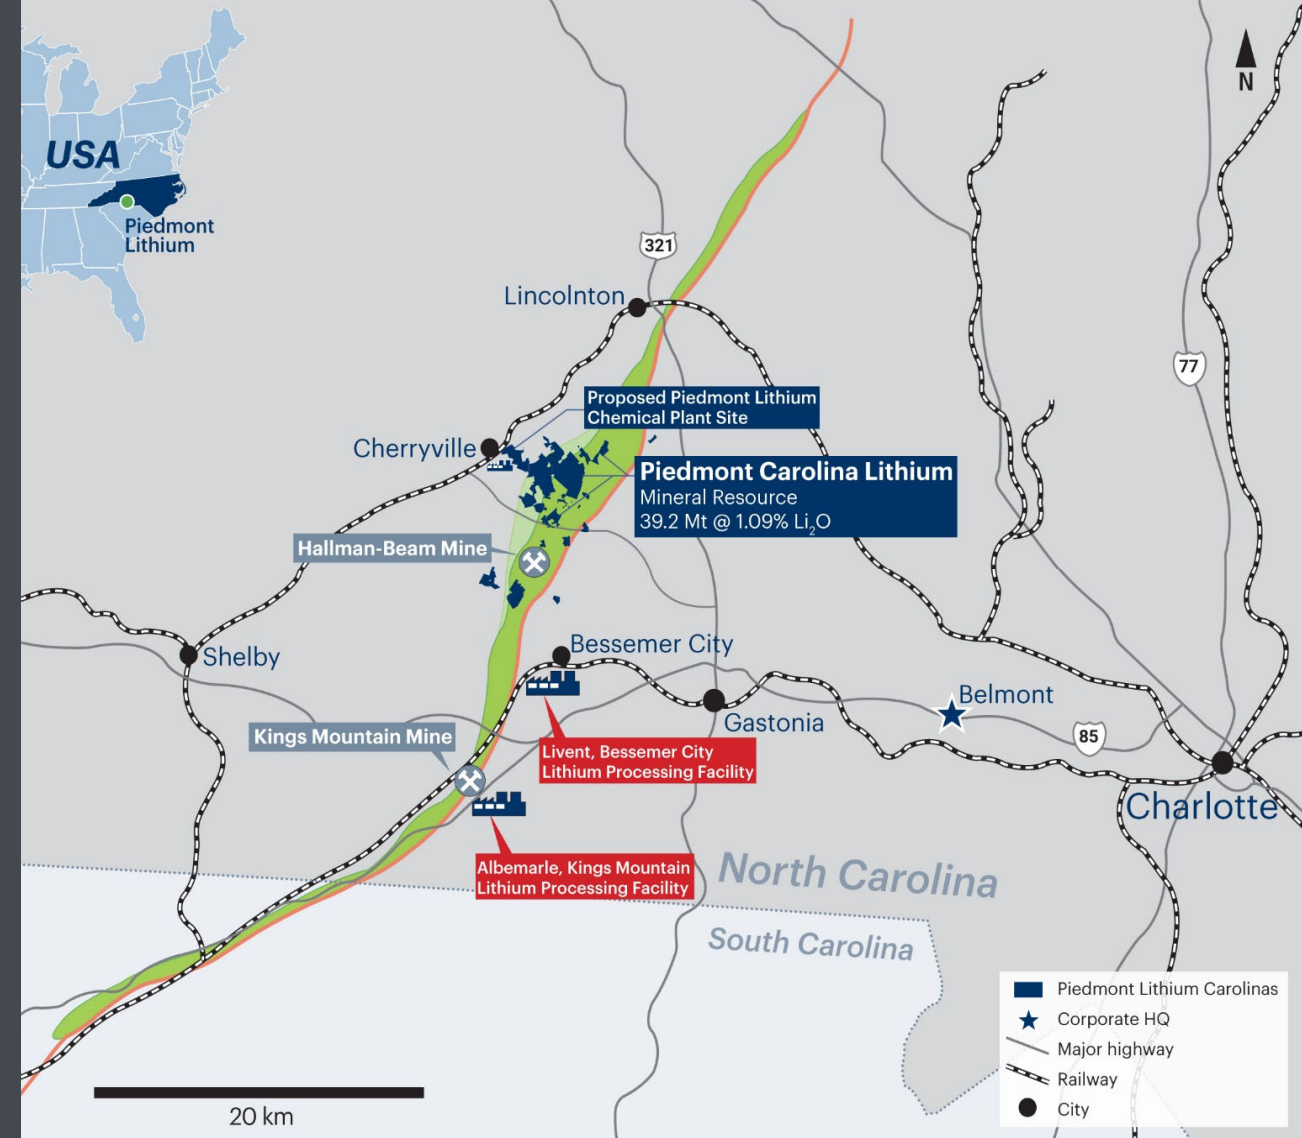 N
USA
Piedmont
Lithium
321
Lincolnton
77
Proposed Piedmont Lithium
Chemical Plant Site
Cherryville
Piedmont Carolina Lithium
Mineral Resource
39.2 Mt @ 1.09% Li₂O
Hallman-Beam Mine
Bessemer City
Shelby
Belmont
Gastonia
Kings Mountain Mine
85
Livent, Bessemer City
Lithium Processing Facility
Charlotte
Albemarle, Kings Mountain
Lithium Processing Facility
North Carolina
South Carolina
Piedmont Lithium Carolinas
Corporate HQ
Major highway
Railway
City
20 km